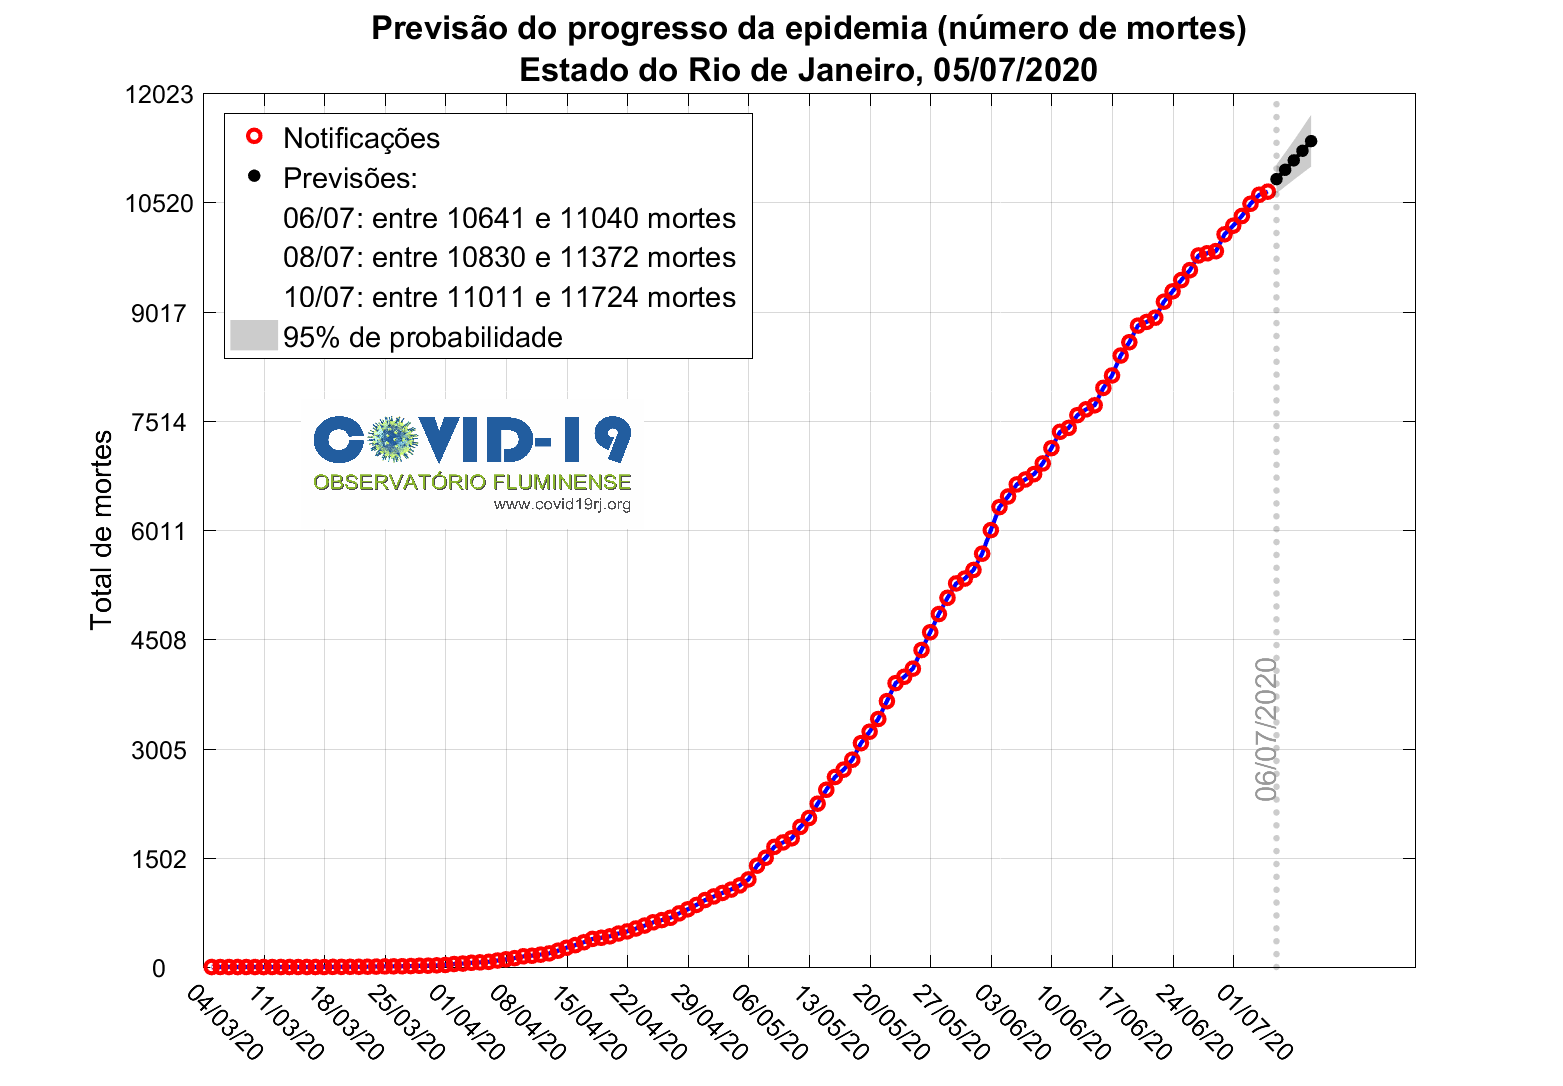 Previsão do progresso da epidemia (número de mortes)
Estado do Rio de Janeiro, 05/07/2020
Notificações
Previsões:
06/07: entre 10641 e 11040 mortes
08/07: entre 10830 e 11372 mortes
10/07: entre 11011 e 11724 mortes
95% de probabilidade
COVID-19
OBSERVATÓRIO FLUMINENSE
www.covid19rj.org
Total de mortes
12023
10520
9017
7514
6011
4508
3005
1502
0
06/07/2020
04/03/20
11/03/20
18/03/20
25/03/20
01/04/20
08/04/20
15/04/20
22/04/20
29/04/20
06/05/20
13/05/20
20/05/20
27/05/20
03/06/20
10/06/20
17/06/20
24/06/20
01/07/20